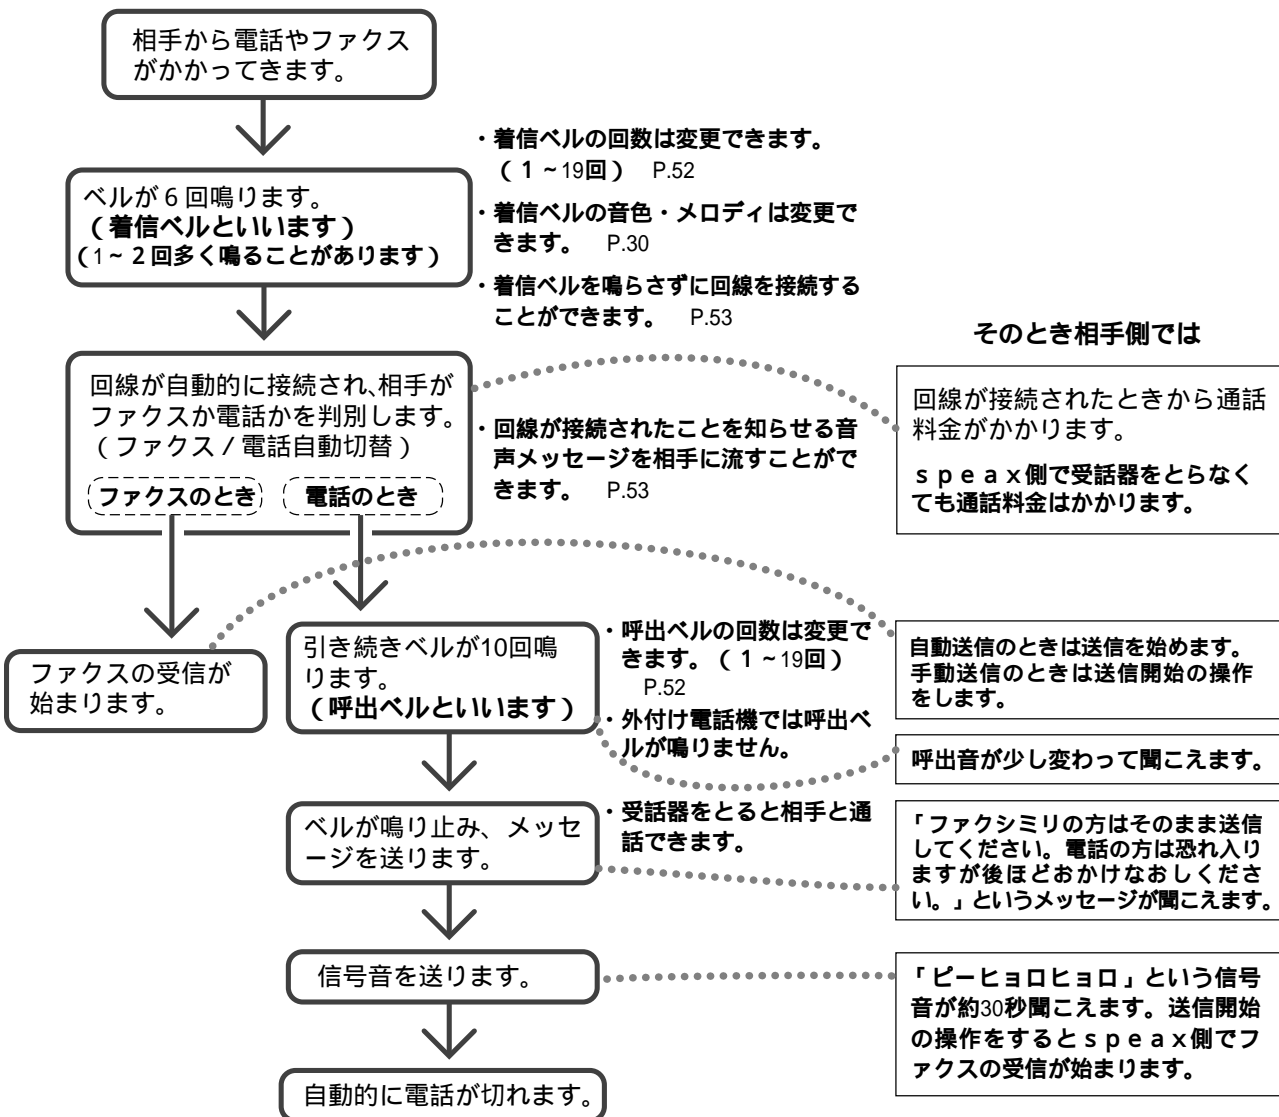 相手から電話やファクス
がかかってきます。
ベルが６回鳴ります。
（着信ベルといいます）
（1～２回多く鳴ることがあります）
・着信ベルの回数は変更できます。
（１～19回） P.52
・着信ベルの音色・メロディは変更で
きます。 P.30
・着信ベルを鳴らさずに回線を接続する
ことができます。 P.53
回線が自動的に接続され、相手が
ファクスか電話かを判別します。
（ファクス／電話自動切替）
ファクスのとき
電話のとき
・回線が接続されたことを知らせる音
声メッセージを相手に流すことがで
きます。 P.53
そのとき相手側では
回線が接続されたときから通話
料金がかかります。
ｓｐｅａｘ側で受話器をとらなく
ても通話料金はかかります。
ファクスの受信が
始まります。
引き続きベルが10回鳴
ります。
（呼出ベルといいます）
・呼出ベルの回数は変更で
きます。（１～19回）
P.52
・外付け電話機では呼出ベ
ルが鳴りません。
自動送信のときは送信を始めます。
手動送信のときは送信開始の操作
をします。
呼出音が少し変わって聞こえます。
ベルが鳴り止み、メッセ
ージを送ります。
・受話器をとると相手と通
話できます。
「ファクシミリの方はそのまま送信
してください。電話の方は恐れ入り
ますが後ほどおかけなおしくださ
い。」というメッセージが聞こえます。
信号音を送ります。
「ピーヒョロヒョロ」という信号
音が約30秒聞こえます。送信開始
の操作をするとｓｐｅａｘ側でフ
ァクスの受信が始まります。
自動的に電話が切れます。